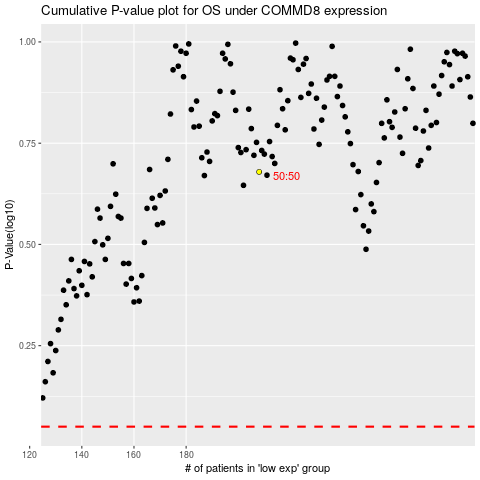 Cumulative P-value plot for OS under COMMD8 expression
P-Value(log10)
1.00
0.75
0.50
0.25
50:50
120 140 160 180
# of patients in 'low exp' group